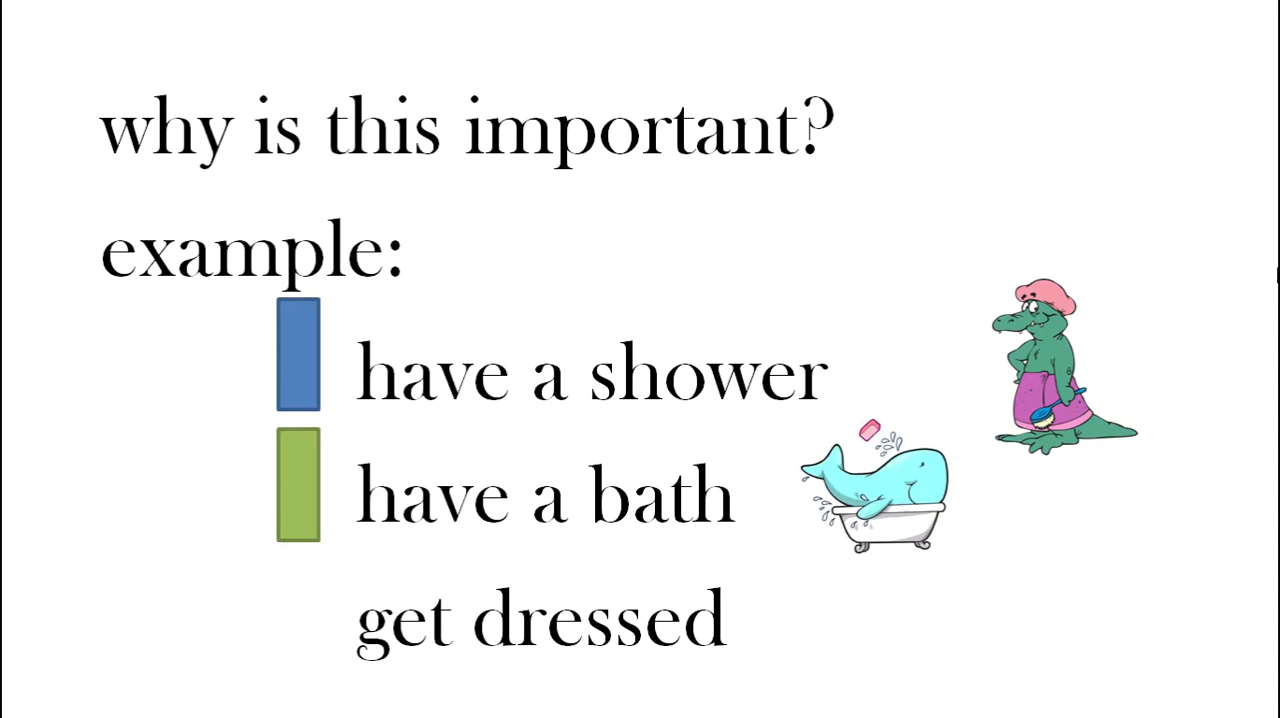 why is this important?
example:
have a shower
have a bath
get dressed